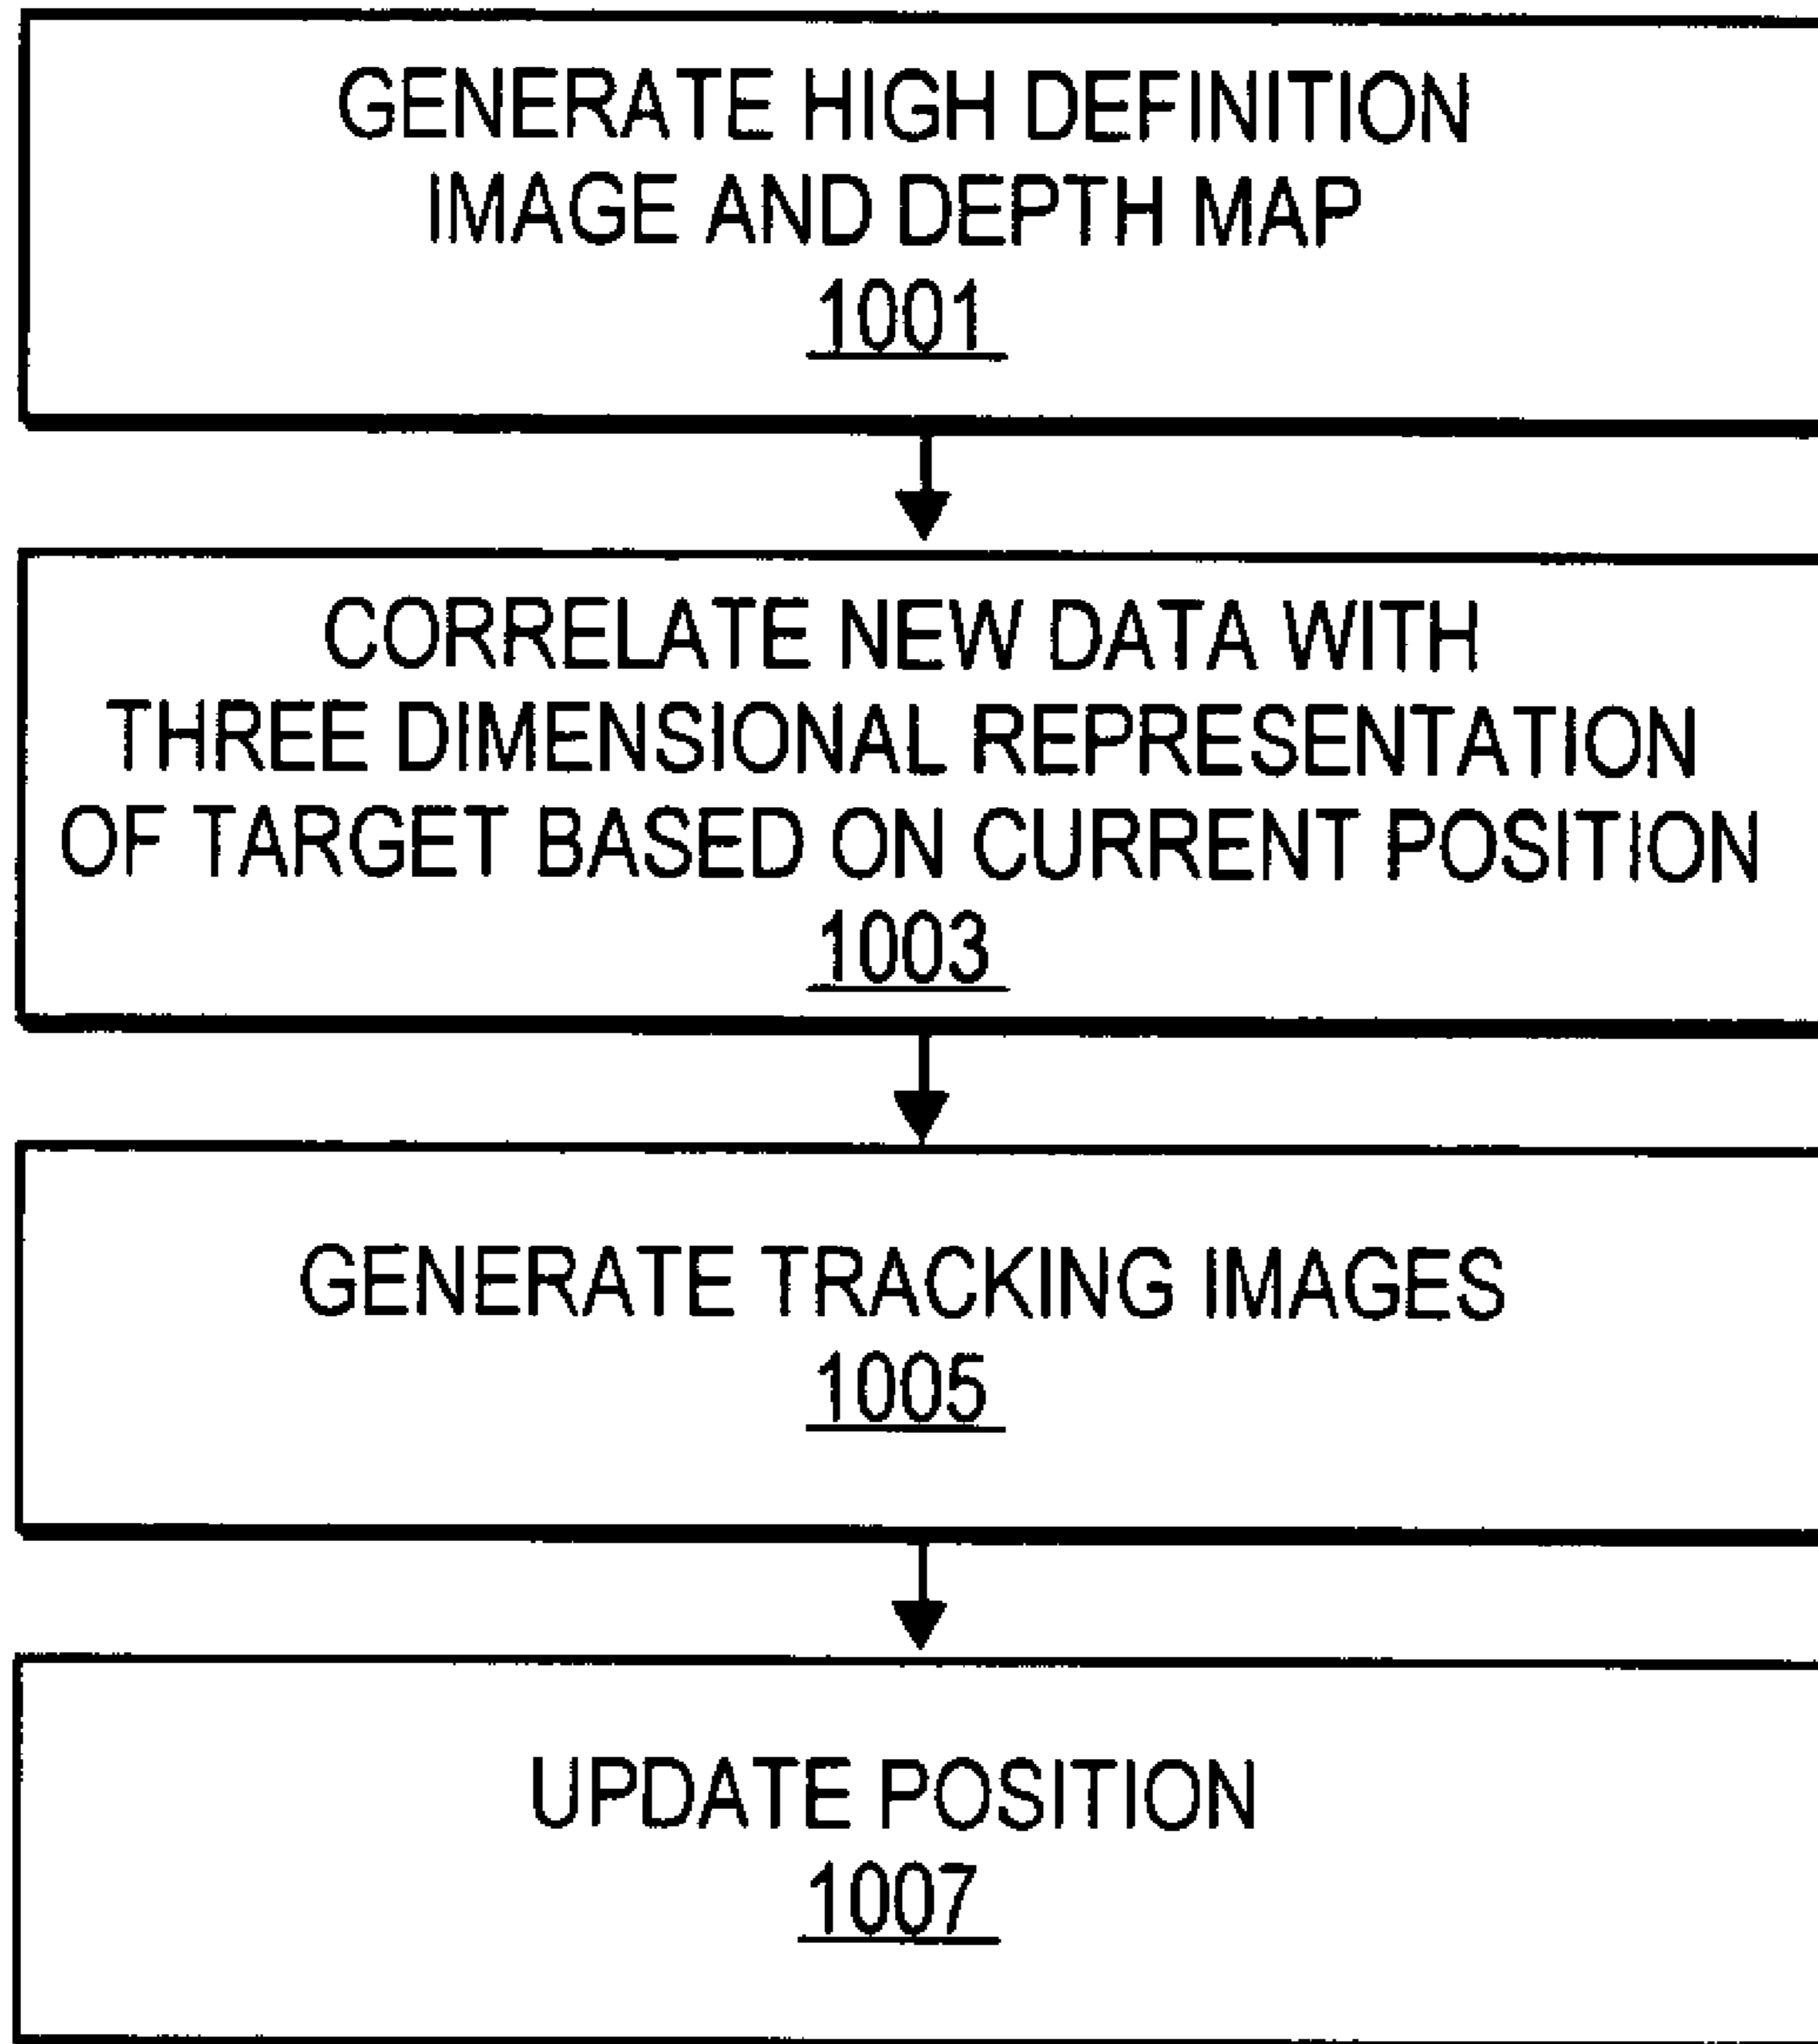 GENERATE HIGH DEFINITION
IMAGE AND DEPTH MAP
1001
CORRELATE NEW DATA WITH
THREE DIMENSIONAL REPRESENTATION
OF TARGET BASED ON CURRENT POSITION
1003
GENERATE TRACKING IMAGES
1005
UPDATE POSITION
1007